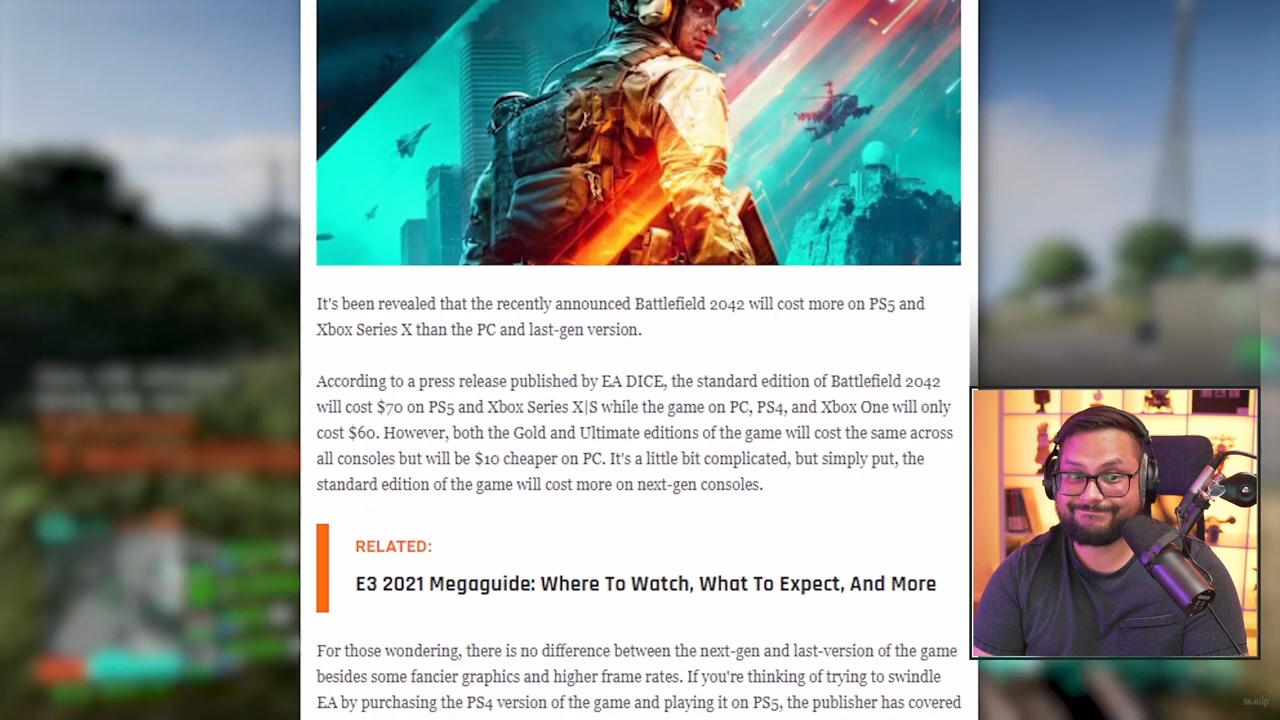 It's been revealed that the recently announced Battlefield 2042 will cost more on PS5 and
Xbox Series X than the PC and last-gen version.
According to a press release published by EA DICE, the standard edition of Battlefield 2042
will cost $70 on PS5 and Xbox Series X|S while the game on PC, PS4, and Xbox One will only
cost $60. However, both the Gold and Ultimate editions of the game will cost the same across
all consoles but will be $10 cheaper on PC. It's a little bit complicated, but simply put, the
standard edition of the game will cost more on next-gen consoles.
RELATED:
E3 2021 Megaguide: Where To Watch, What To Expect, And More
For those wondering, there is no difference between the next-gen and last-version of the game
besides some fancier graphics and higher frame rates. If you're thinking of trying to swindle
EA by purchasing the PS4 version of the game and playing it on PS5, the publisher has covered